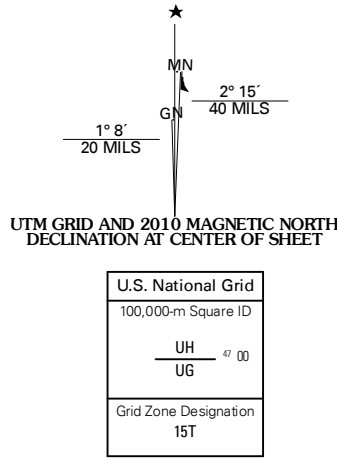 ★
MN
GN
2° 15´
40 MILS
1° 8´
20 MILS
UTM GRID AND 2010 MAGNETIC NORTH
DECLINATION AT CENTER OF SHEET
U.S. National Grid
100,000-m Square ID
UH
47 00
UG
Grid Zone Designation
15T